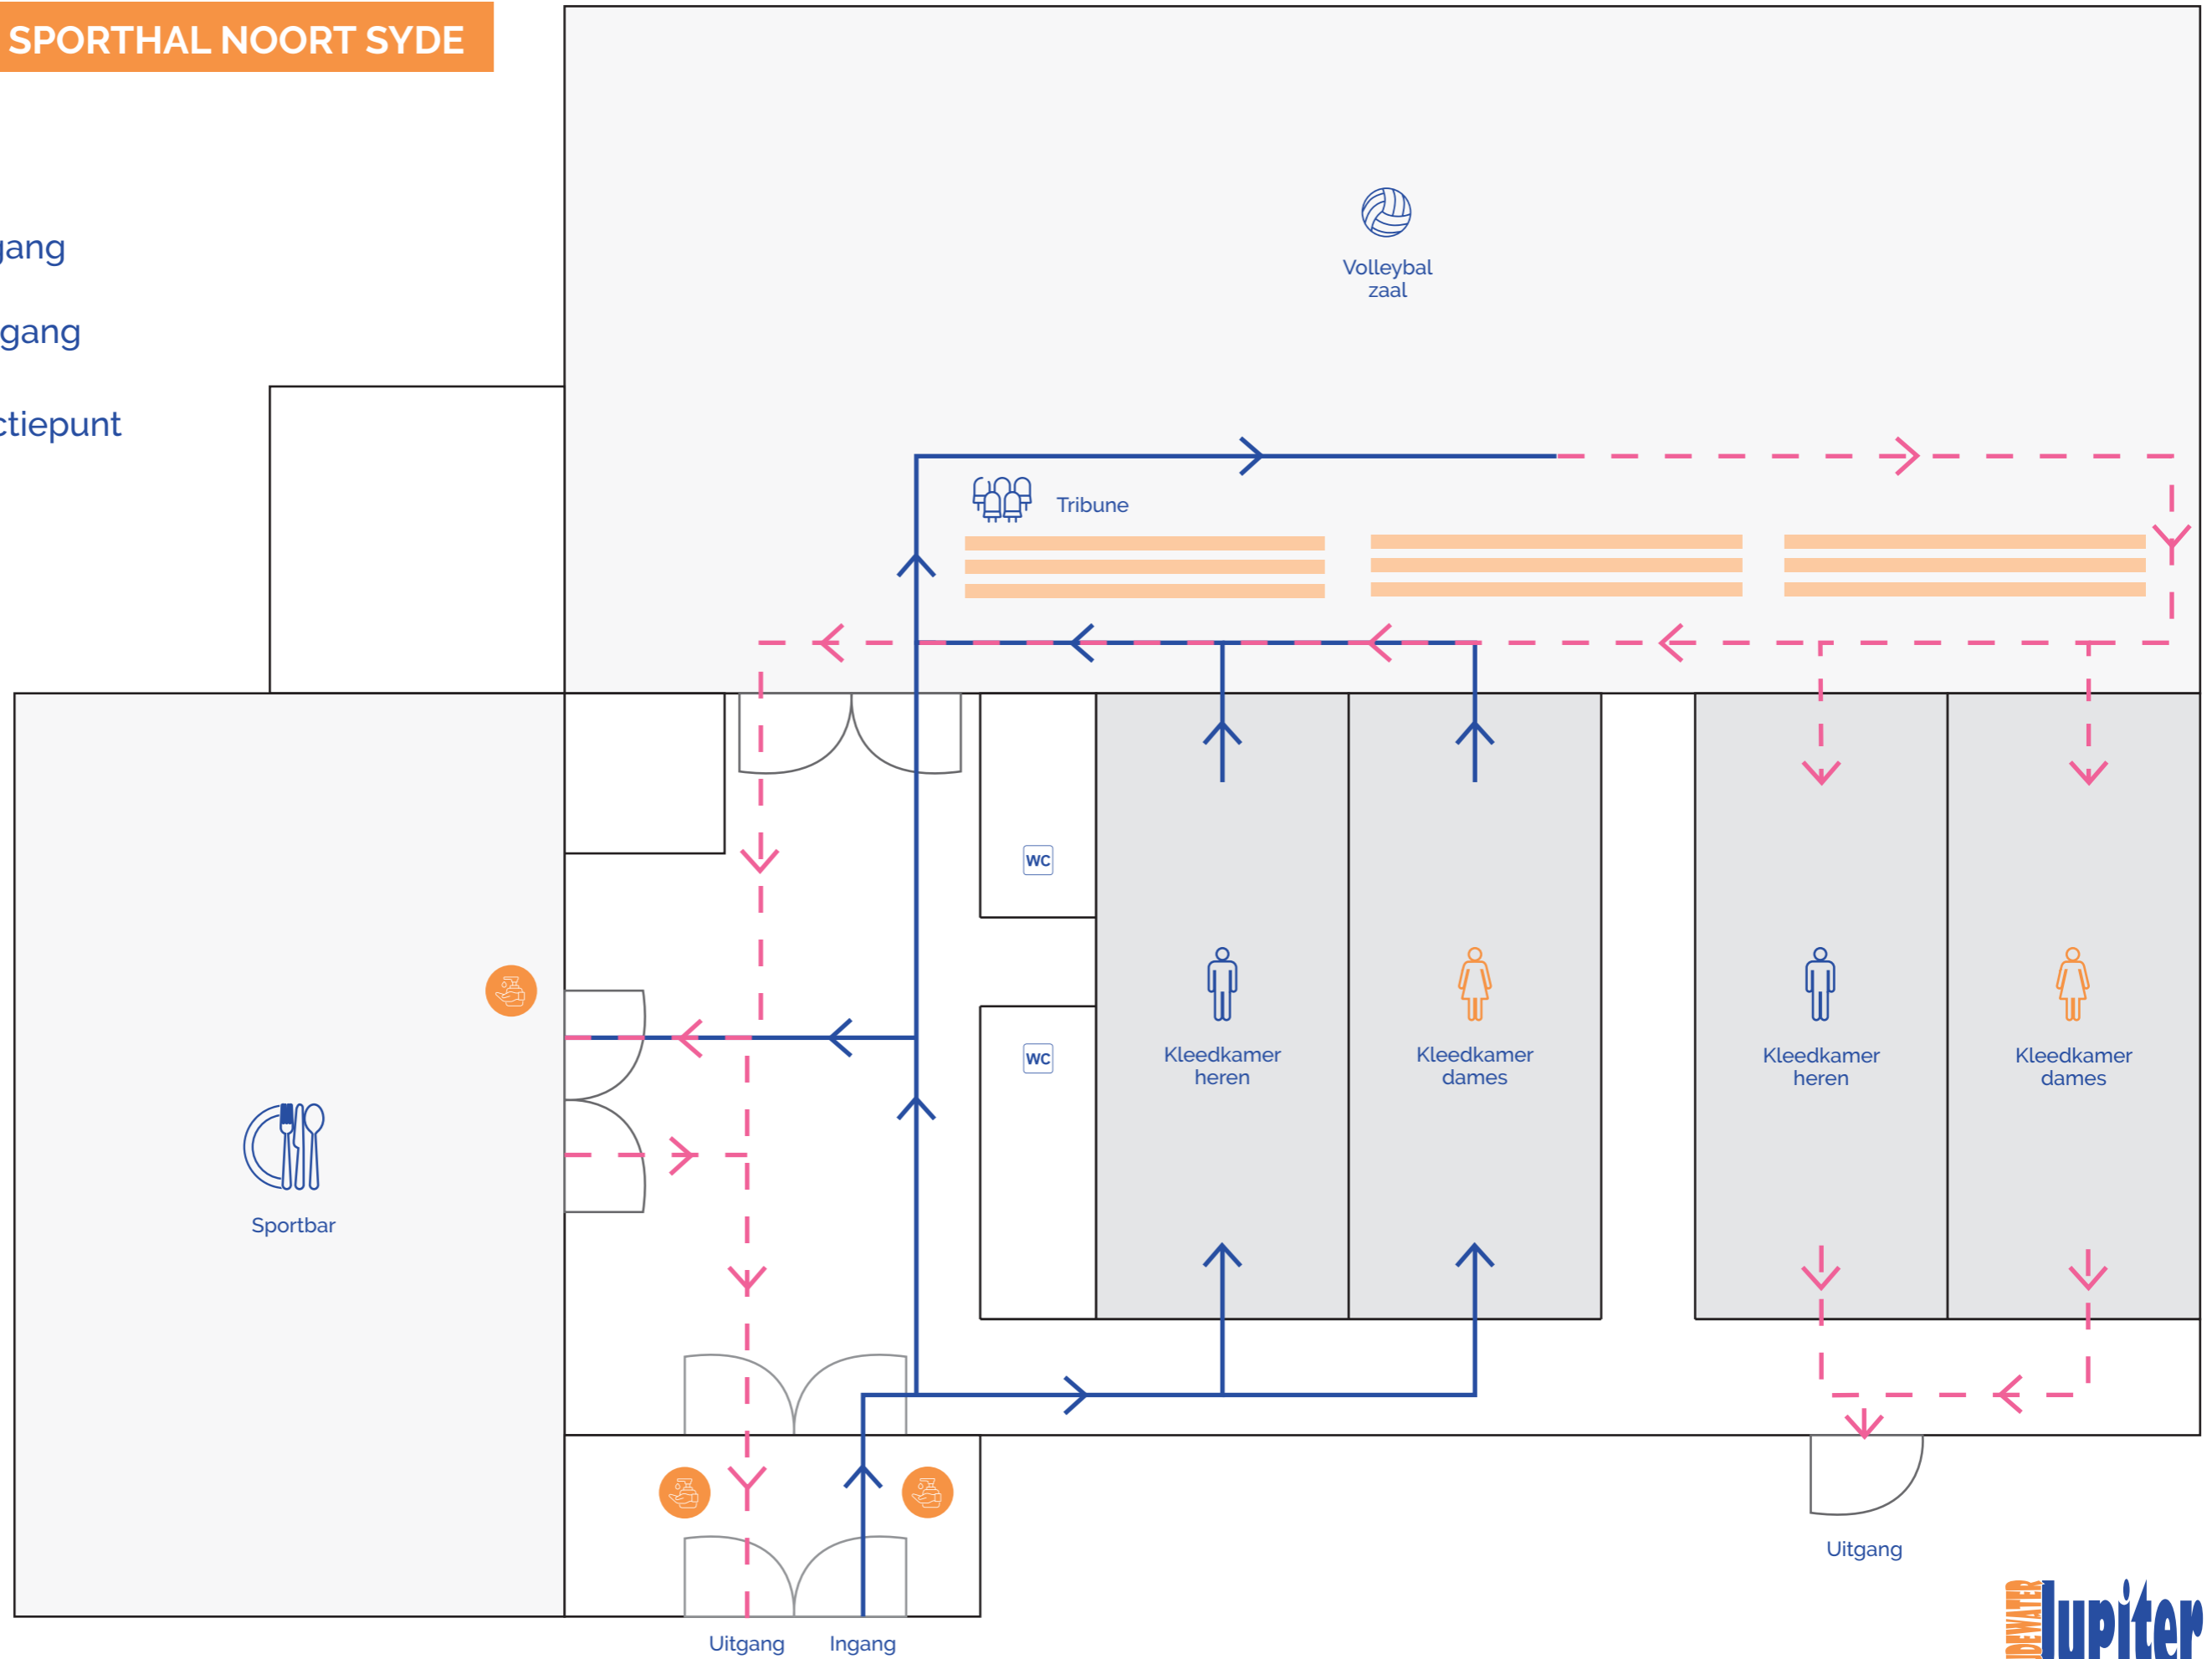 SPORTHAL NOORT SYDE
gang
gang
ctiepunt
Volleybal
zaal
Tribune
WC
WC
Kleedkamer
heren
Kleedkamer
dames
Kleedkamer
heren
Kleedkamer
dames
Sportbar
Uitgang
Uitgang
Ingang
Jupiter